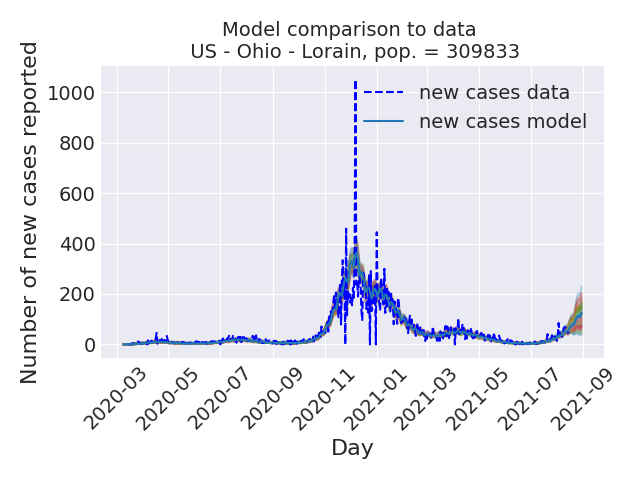 Model comparison to data
US - Ohio - Lorain, pop. = 309833
Number of new cases reported
1000
800
600
400
200
0
new cases data
new cases model
2020-03
2020-05
2020-07
2020-09
2020-11
2021-01
2021-03
2021-05
2021-07
2021-09
Day